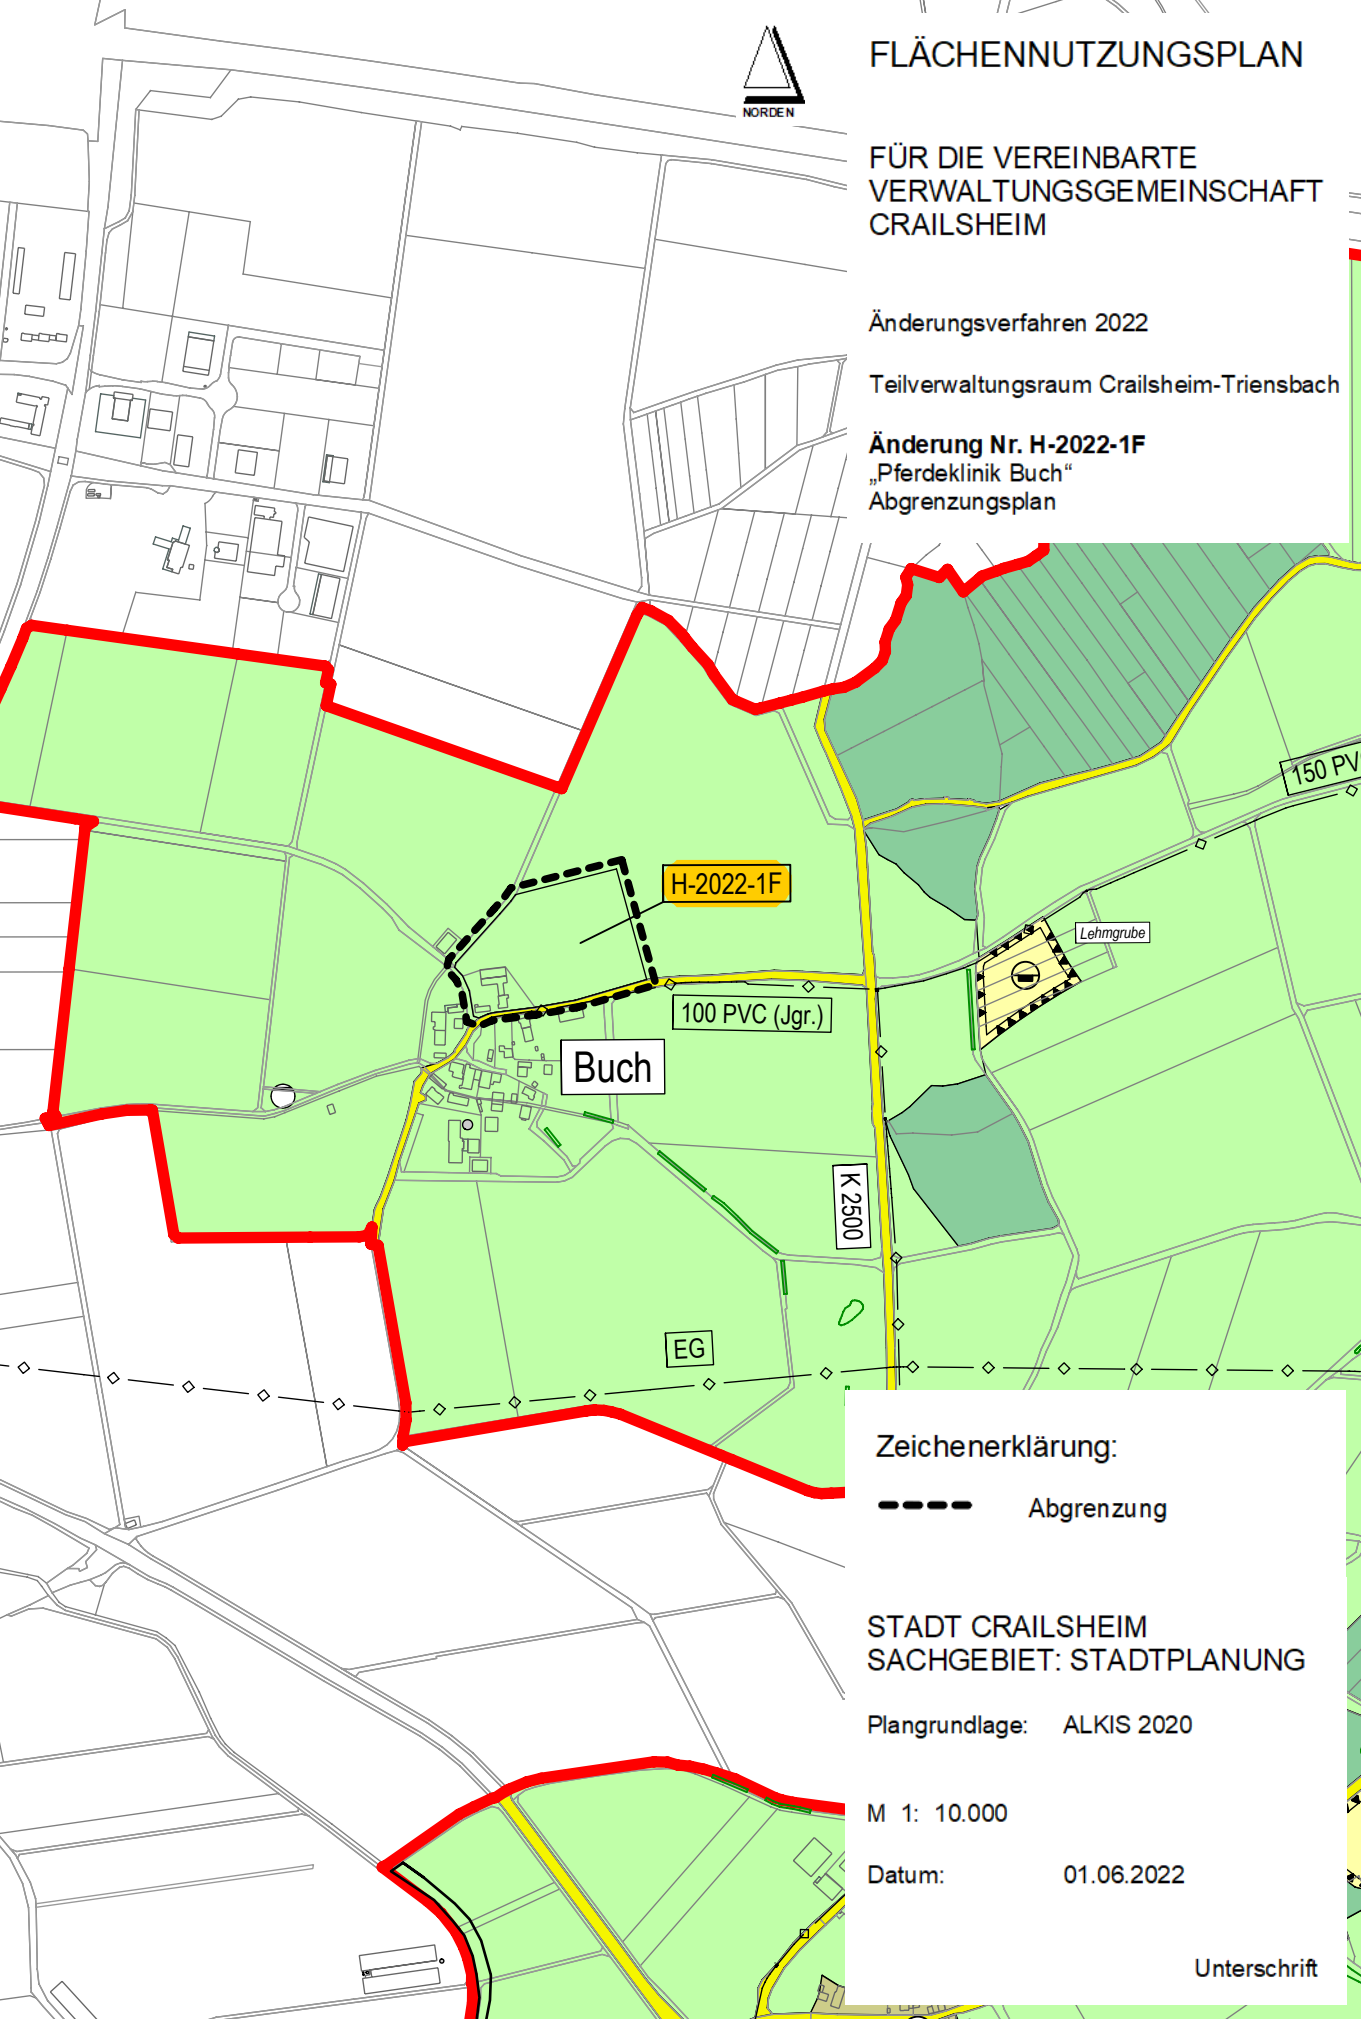 FLÄCHENNUTZUNGSPLAN
NORDEN
FÜR DIE VEREINBARTE
VERWALTUNGSGEMEINSCHAFT
CRAILSHEIM
Änderungsverfahren 2022
Teilverwaltungsraum Crailsheim-Triensbach
Änderung Nr. H-2022-1F
„Pferdeklinik Buch“
Abgrenzungsplan
150 PV
H-2022-1F
Lehmgrube
100 PVC (Jgr.)
Buch
K 2500
EG
Zeichenerklärung:
Abgrenzung
STADT CRAILSHEIM
SACHGEBIET: STADTPLANUNG
Plangrundlage: ALKIS 2020
M 1: 10.000
Datum: 01.06.2022
Unterschrift